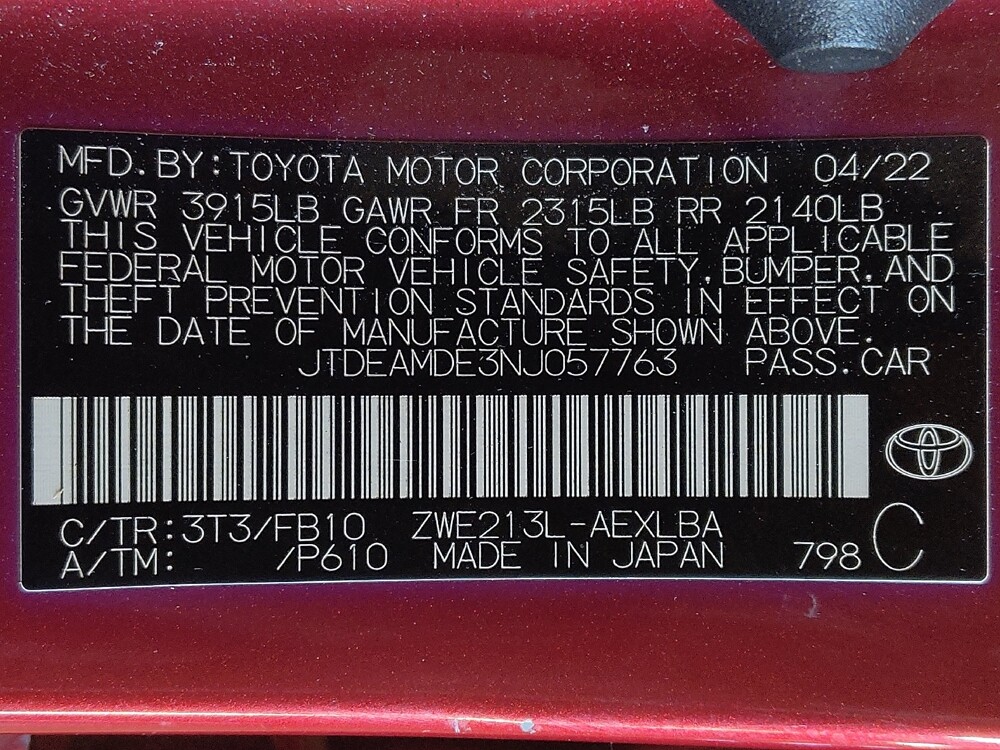 MFD.BY:TOYOTA MOTOR CORPORATION 04/22
GVWR 3915LB GAWR FR 2315LB RR 2140LB
THIS VEHICLE CONFORMS TO ALL APPLICABLE
FEDERAL MOTOR VEHICLE SAFETY,BUMPER,AND
THEFT PREVENTION STANDARDS IN EFFECT ON
THE DATE OF MANUFACTURE SHOWN ABOVE.
JTDEAMDE3NJ057763 PASS.CAR
C/TR:3T3/FB10 ZWE213L-AEXLBA C
A/TM: /P610 MADE IN JAPAN 798